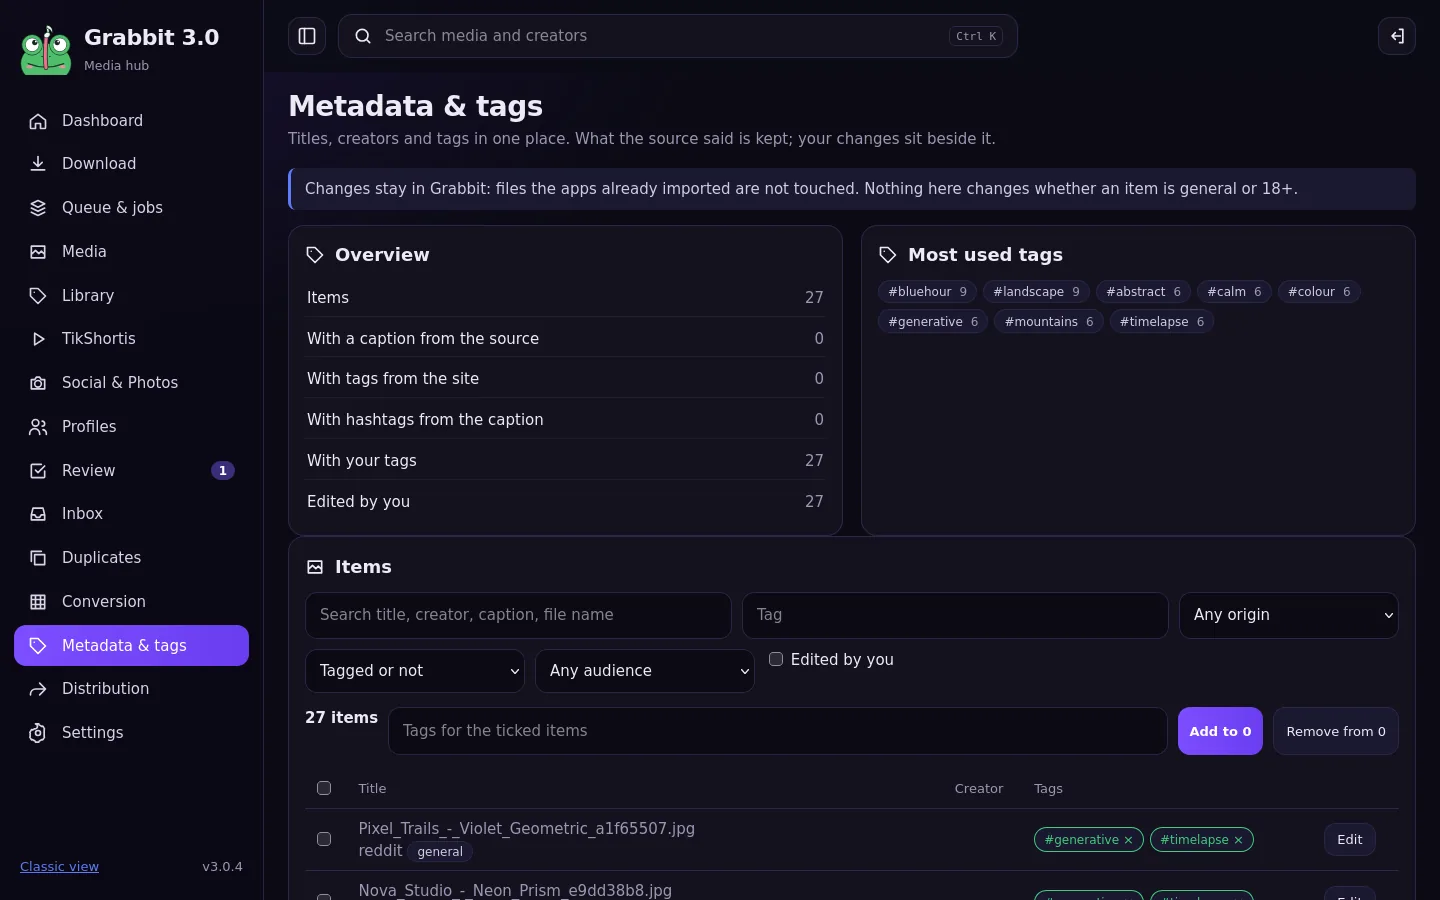 Grabbit 3.0
Media hub
Search media and creators
Ctrl K
Dashboard
Download
Queue & jobs
Media
Library
TikShortis
Social & Photos
Profiles
Review 1
Inbox
Duplicates
Conversion
Metadata & tags
Distribution
Settings
Classic view v3.0.4
Metadata & tags
Titles, creators and tags in one place. What the source said is kept; your changes sit beside it.
Changes stay in Grabbit: files the apps already imported are not touched. Nothing here changes whether an item is general or 18+.
Overview
Items 27
With a caption from the source 0
With tags from the site 0
With hashtags from the caption 0
With your tags 27
Edited by you 27
Most used tags
#bluehour 9 #landscape 9 #abstract 6 #calm 6 #colour 6
#generative 6 #mountains 6 #timelapse 6
Items
Search title, creator, caption, file name Tag Any origin
Tagged or not Any audience Edited by you
27 items Tags for the ticked items Add to 0 Remove from 0
Title Creator Tags
Pixel_Trails_-_Violet_Geometric_a1f65507.jpg
reddit general #generative × #timelapse × Edit
Nova_Studio_-_Neon_Prism_e9dd38b8.jpg